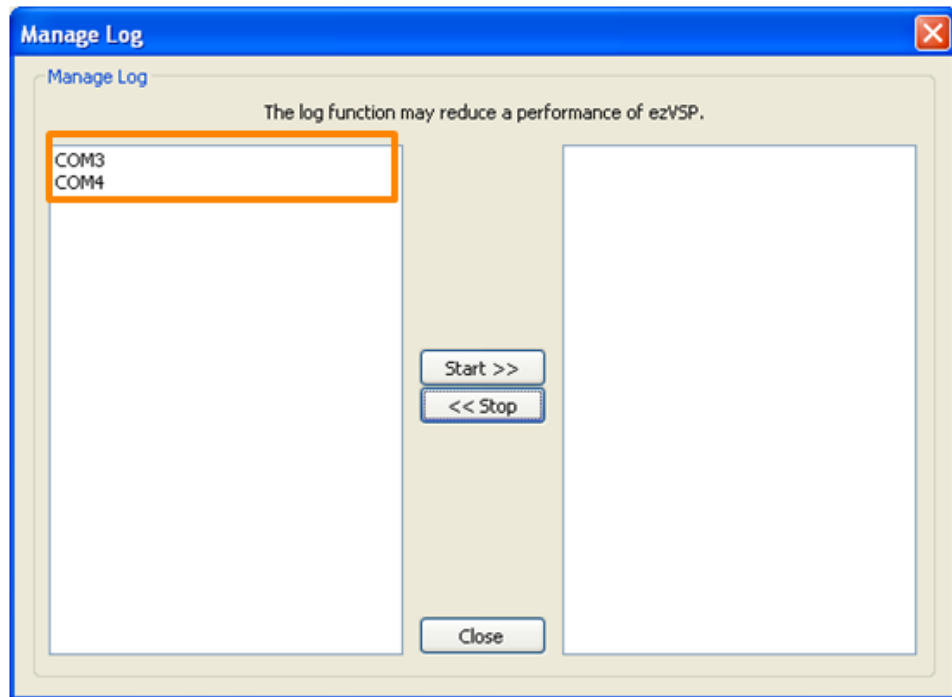 Manage Log
Manage Log
The log function may reduce a performance of ezVSP.
COM3
COM4
Start >>
<< Stop
Close